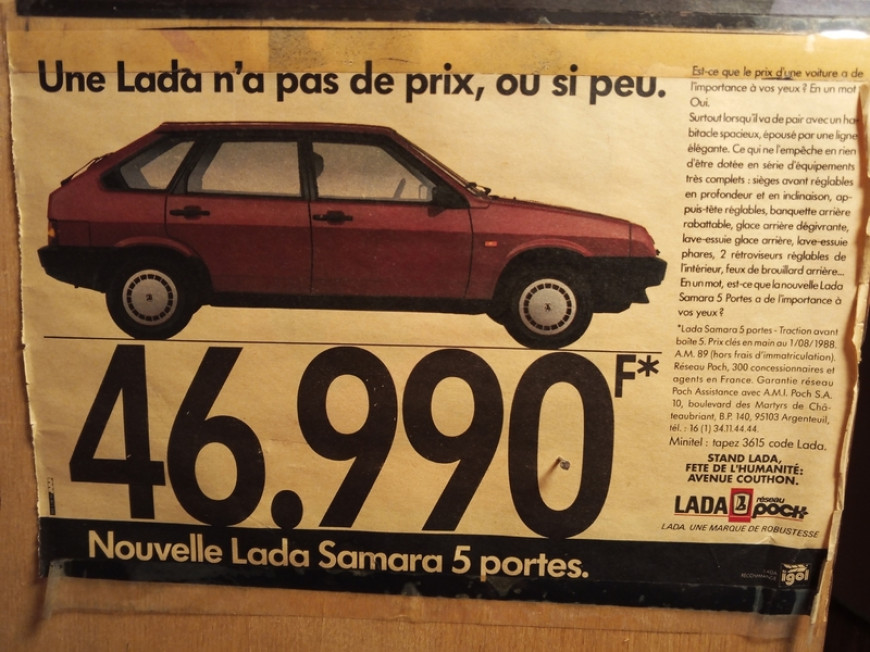 Une Lada n'a pas de prix, ou si peu.
Est-ce que le prix d'une voiture a de
l'importance à vos yeux ? En un mot :
Oui.
Surtout lorsqu'il va de pair avec un ha-
bitacle spacieux, épousé par une ligne
élégante. Ce qui ne l'empêche en rien
d'être dotée en série d'équipements
très complets : sièges avant réglables
en profondeur et en inclinaison, ap-
puis-tête réglables, banquette arrière
rabattable, glace arrière dégivrante,
lave-essuie glace arrière, lave-essuie
phares, 2 rétroviseurs réglables de
l'intérieur, feux de brouillard arrière...
En un mot, est-ce que la nouvelle Lada
Samara 5 Portes a de l'importance à
vos yeux ?
*Lada Samara 5 portes - Traction avant
boîte 5. Prix clés en main au 1/08/1988.
A.M. 89 (hors frais d'immatriculation).
Réseau Poch, 300 concessionnaires et
agents en France. Garantie réseau
Poch Assistance avec A.M.I. Poch S.A.
10, boulevard des Martyrs de Châ-
teaubriant, B.P. 140, 95103 Argenteuil,
tél. : 16 (1) 34.11.44.44.
Minitel : tapez 3615 code Lada.
STAND LADA,
FETE DE L'HUMANITÉ:
AVENUE COUTHON.
LADA réseau poch
LADA. UNE MARQUE DE ROBUSTESSE
46.990F*
Nouvelle Lada Samara 5 portes.
LADA
RECOMMANDE
igol